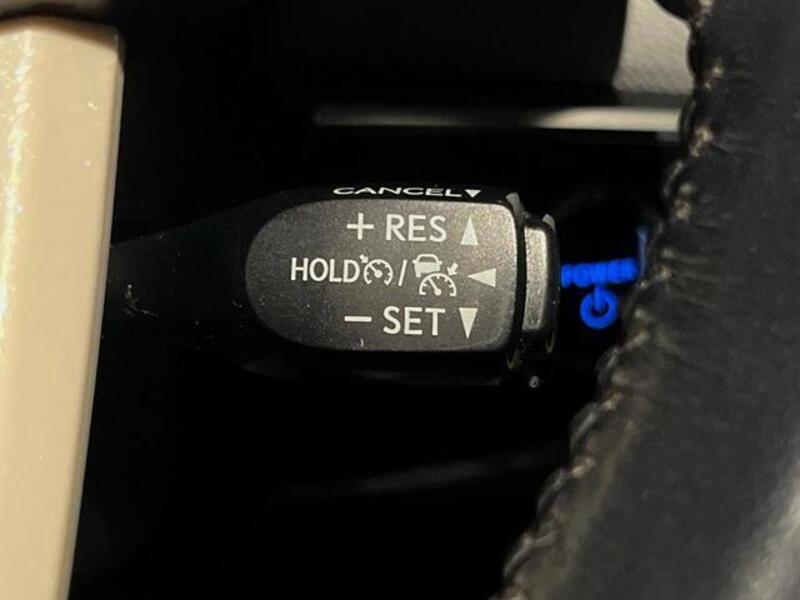 CANCEL▼
+ RES ▲
HOLD / ◀
− SET ▼
POWER